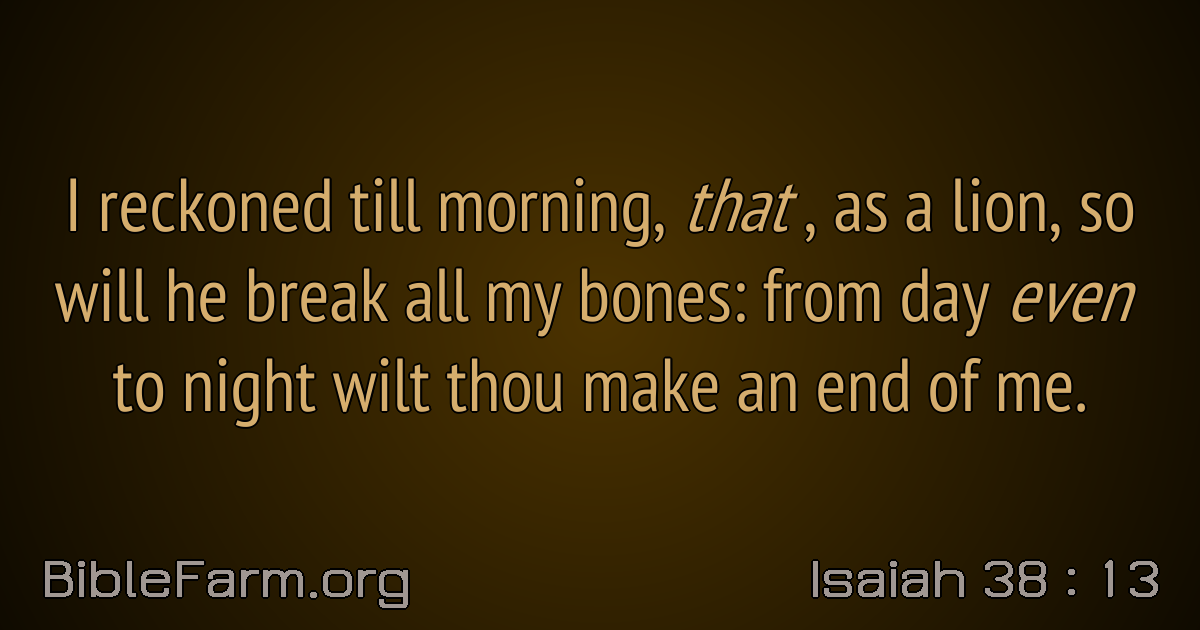 I reckoned till morning, that , as a lion, so
will he break all my bones: from day even
to night wilt thou make an end of me.
BibleFarm.org
Isaiah 38 : 13